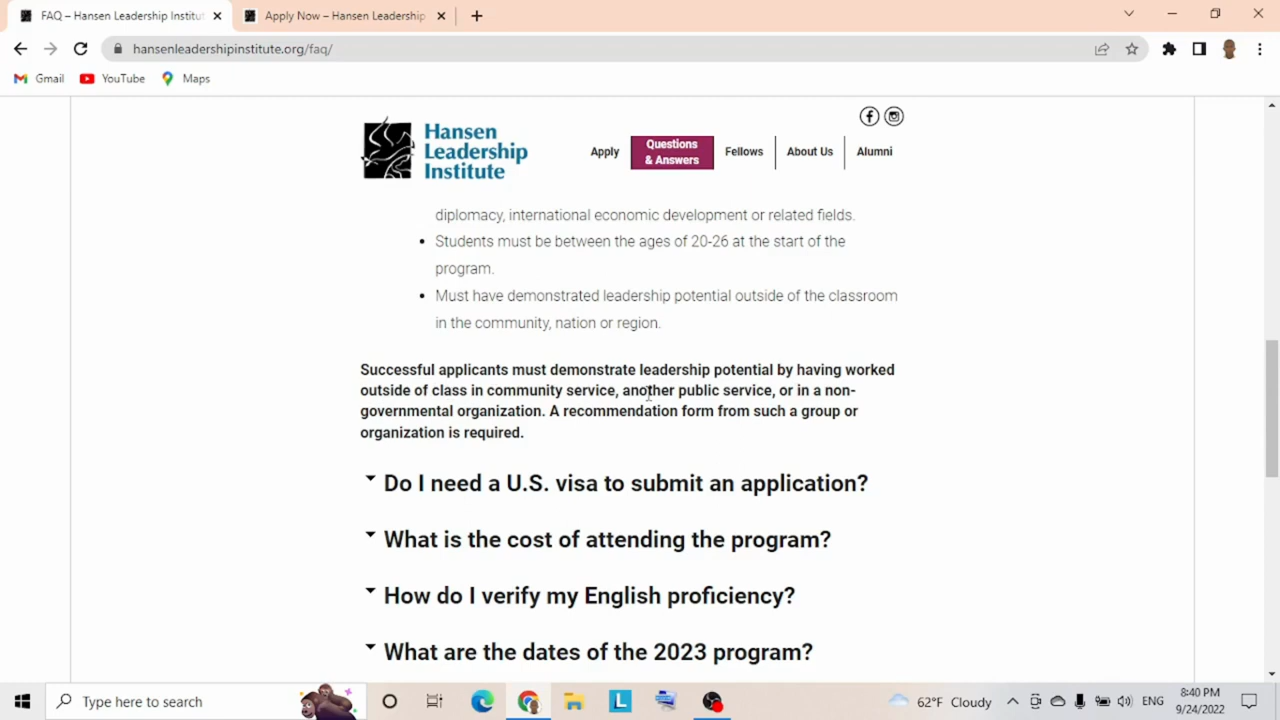 FAQ – Hansen Leadership Institut
Apply Now – Hansen Leadership
hansenleadershipinstitute.org/faq/
Gmail
YouTube
Maps
Hansen
Leadership
Institute
Apply
Questions
& Answers
Fellows
About Us
Alumni
diplomacy, international economic development or related fields.
• Students must be between the ages of 20-26 at the start of the
program.
• Must have demonstrated leadership potential outside of the classroom
in the community, nation or region.
Successful applicants must demonstrate leadership potential by having worked
outside of class in community service, another public service, or in a non-
governmental organization. A recommendation form from such a group or
organization is required.
Do I need a U.S. visa to submit an application?
What is the cost of attending the program?
How do I verify my English proficiency?
What are the dates of the 2023 program?
Type here to search
L
62°F Cloudy
ENG
8:40 PM
9/24/2022